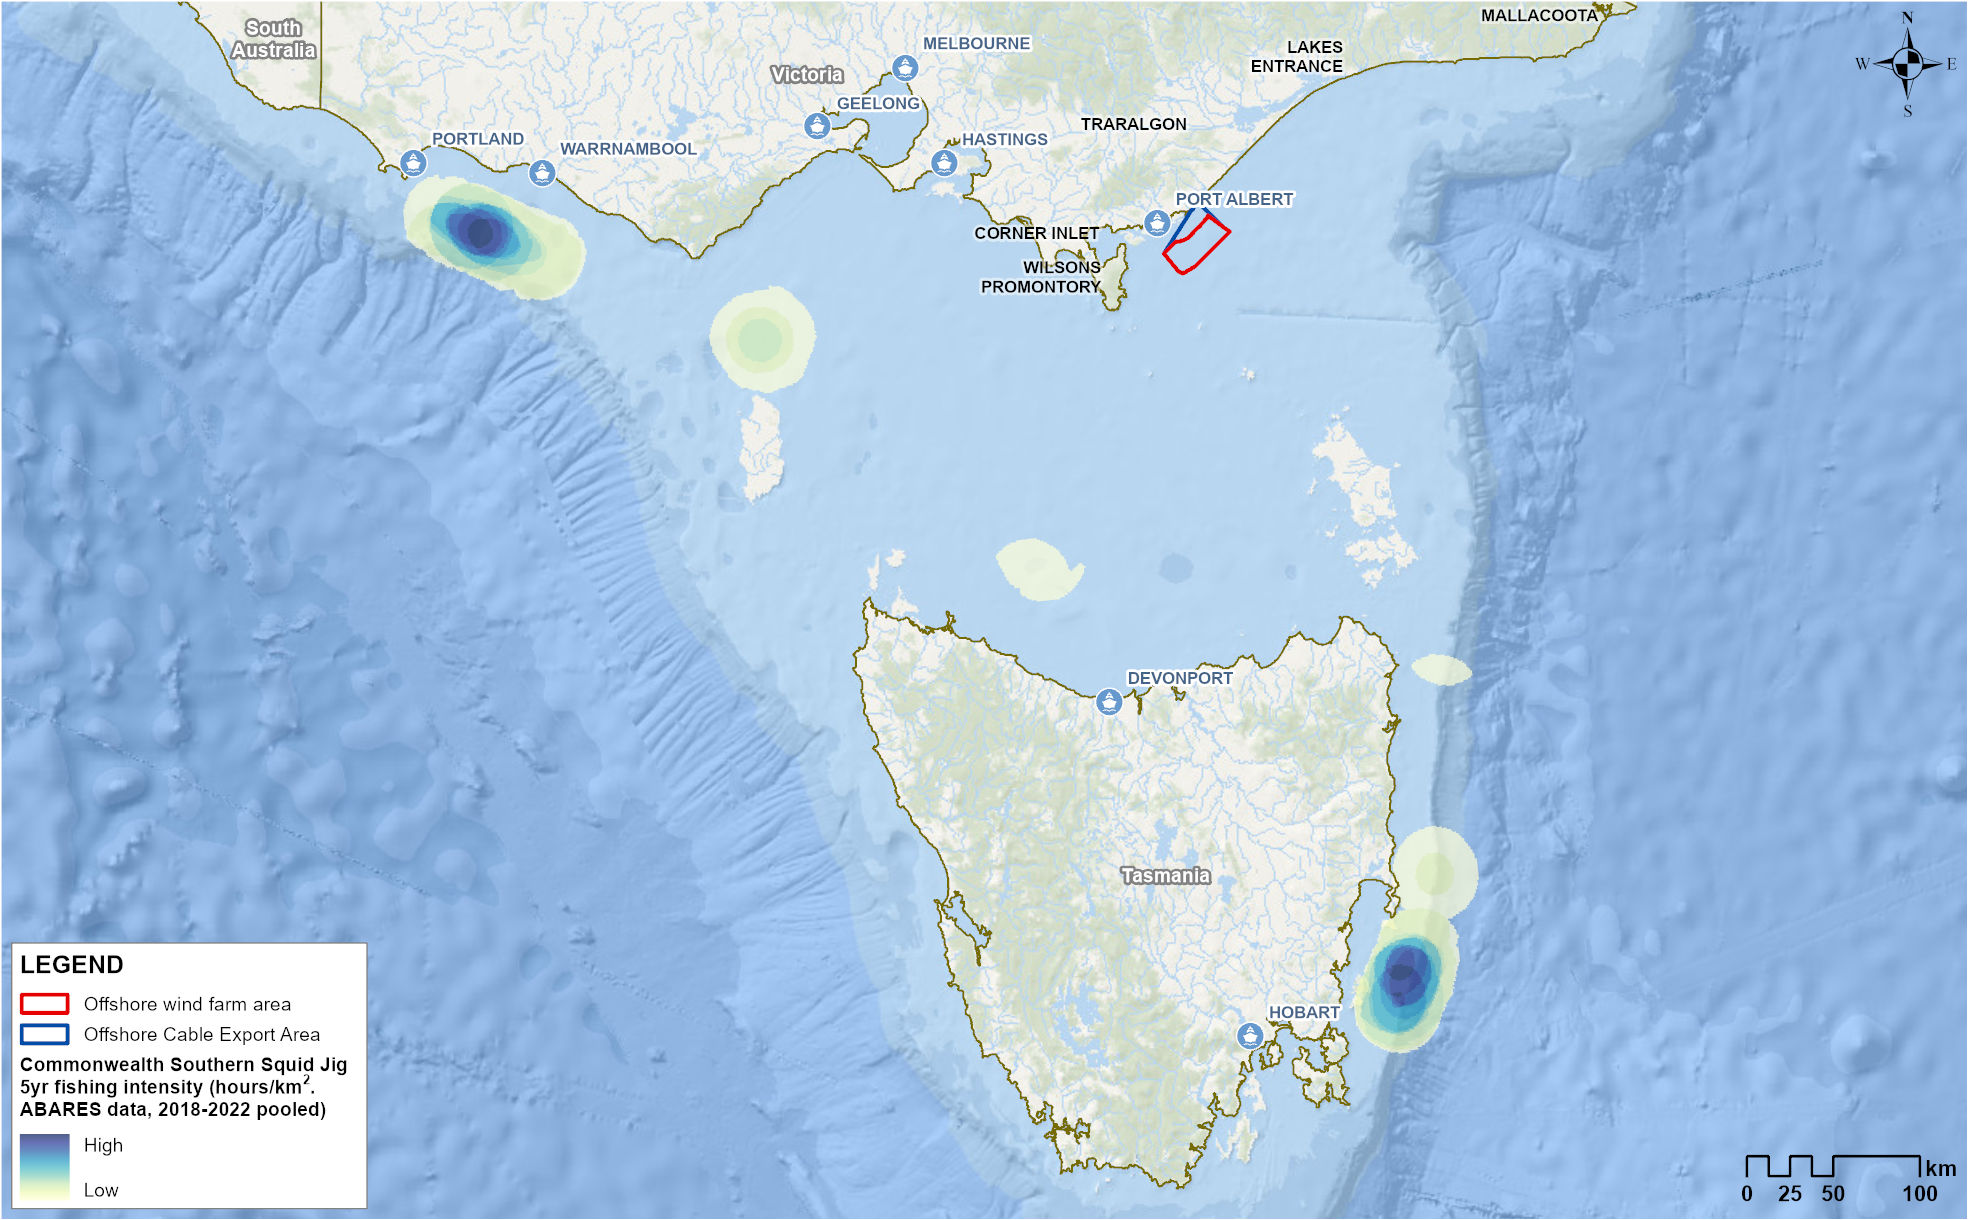 South
Australia
Victoria
MELBOURNE
GEELONG
MALLACOOTA
LAKES
ENTRANCE
N
W
E
S
PORTLAND
WARRNAMBOOL
HASTINGS
TRARALGON
PORT ALBERT
CORNER INLET
WILSONS
PROMONTORY
DEVONPORT
Tasmania
HOBART
LEGEND
Offshore wind farm area
Offshore Cable Export Area
Commonwealth Southern Squid Jig
5yr fishing intensity (hours/km².
ABARES data, 2018-2022 pooled)
High
Low
km
0 25 50 100